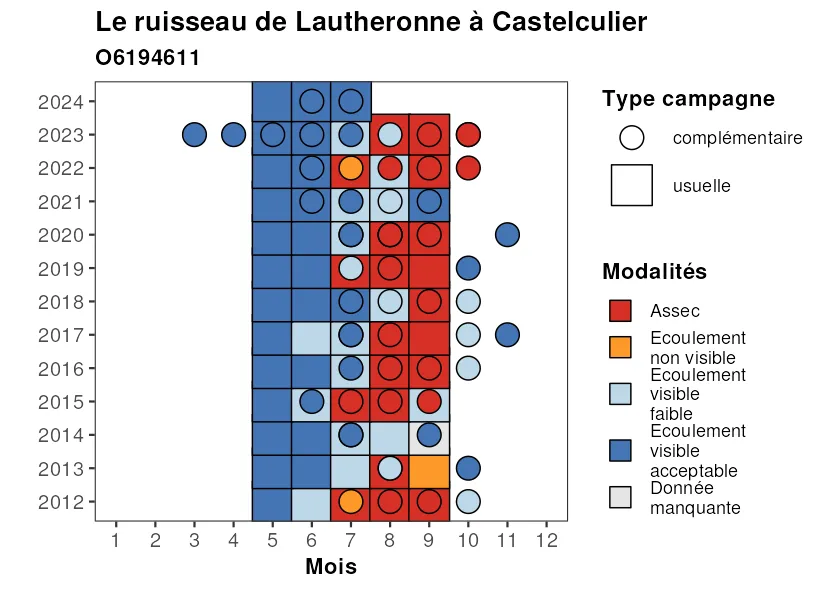 Le ruisseau de Lautheronne à Castelculier
O6194611
2024
2023
2022
2021
2020
2019
2018
2017
2016
2015
2014
2013
2012
1 2 3 4 5 6 7 8 9 10 11 12
Mois
Type campagne
complémentaire
usuelle
Modalités
Assec
Ecoulement
non visible
Ecoulement
visible
faible
Ecoulement
visible
acceptable
Donnée
manquante